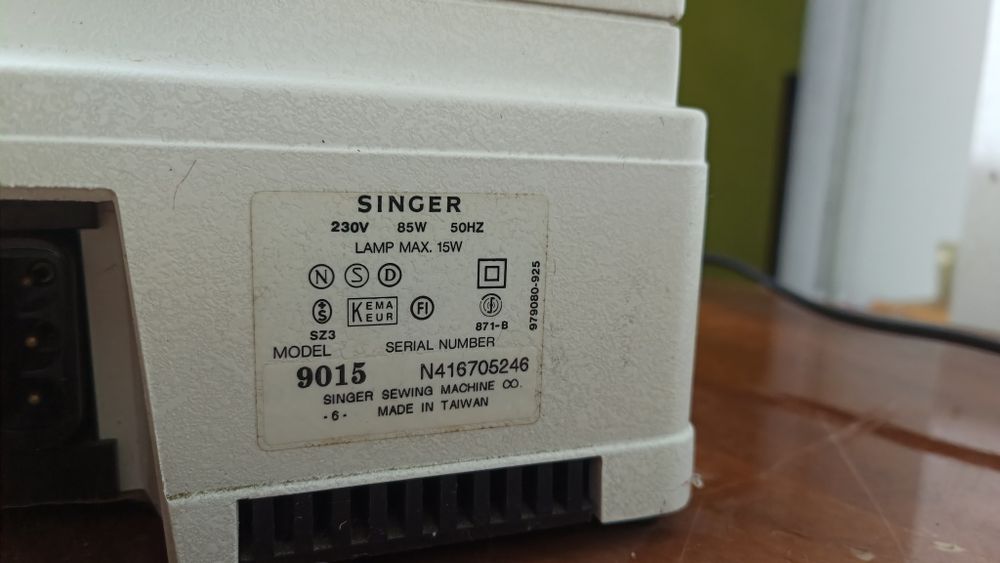 SINGER
230V 85W 50HZ
LAMP MAX. 15W
N S D
S KEMA KEUR FI
SZ3 871-B
979080-925
MODEL SERIAL NUMBER
9015 N416705246
SINGER SEWING MACHINE CO.
-6- MADE IN TAIWAN